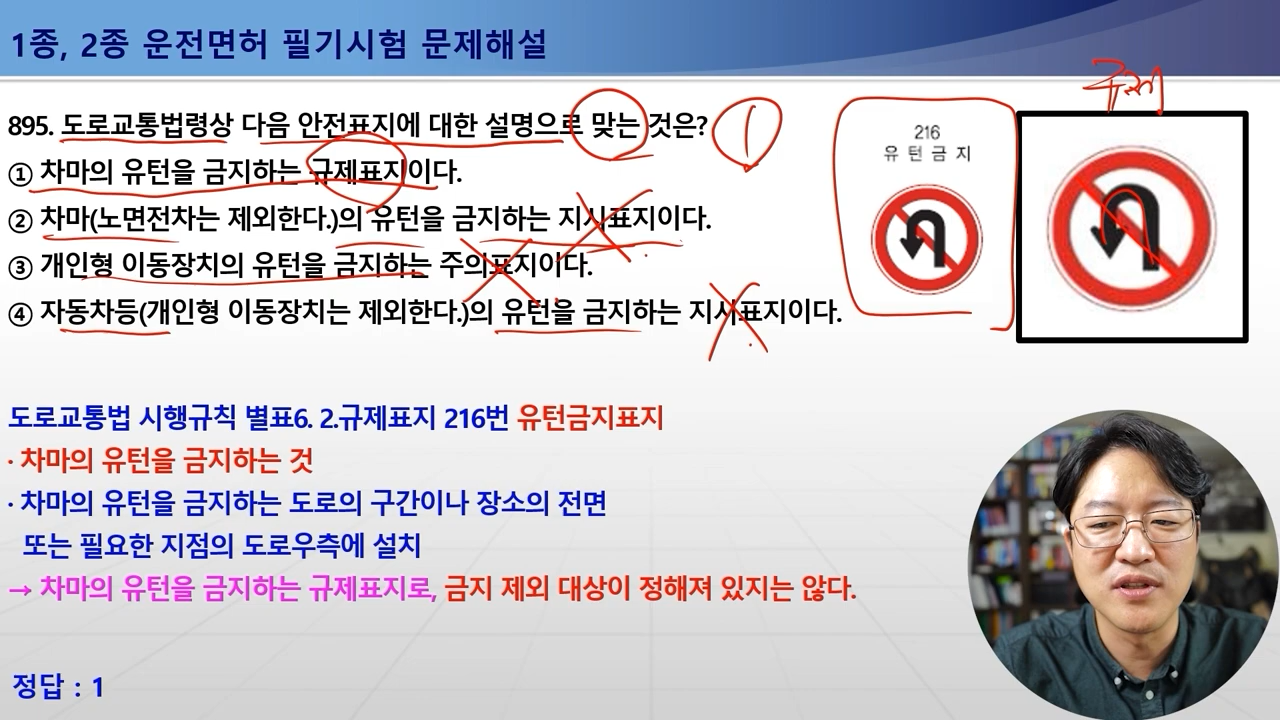 1종, 2종 운전면허 필기시험 문제해설
895. 도로교통법령상 다음 안전표지에 대한 설명으로 맞는 것은?
① 차마의 유턴을 금지하는 규제표지이다.
② 차마(노면전차는 제외한다.)의 유턴을 금지하는 지시표지이다.
③ 개인형 이동장치의 유턴을 금지하는 주의표지이다.
④ 자동차등(개인형 이동장치는 제외한다.)의 유턴을 금지하는 지시표지이다.
①
216
유 턴 금 지
규제
도로교통법 시행규칙 별표6. 2.규제표지 216번 유턴금지표지
· 차마의 유턴을 금지하는 것
· 차마의 유턴을 금지하는 도로의 구간이나 장소의 전면
또는 필요한 지점의 도로우측에 설치
→ 차마의 유턴을 금지하는 규제표지로, 금지 제외 대상이 정해져 있지는 않다.
정답 : 1